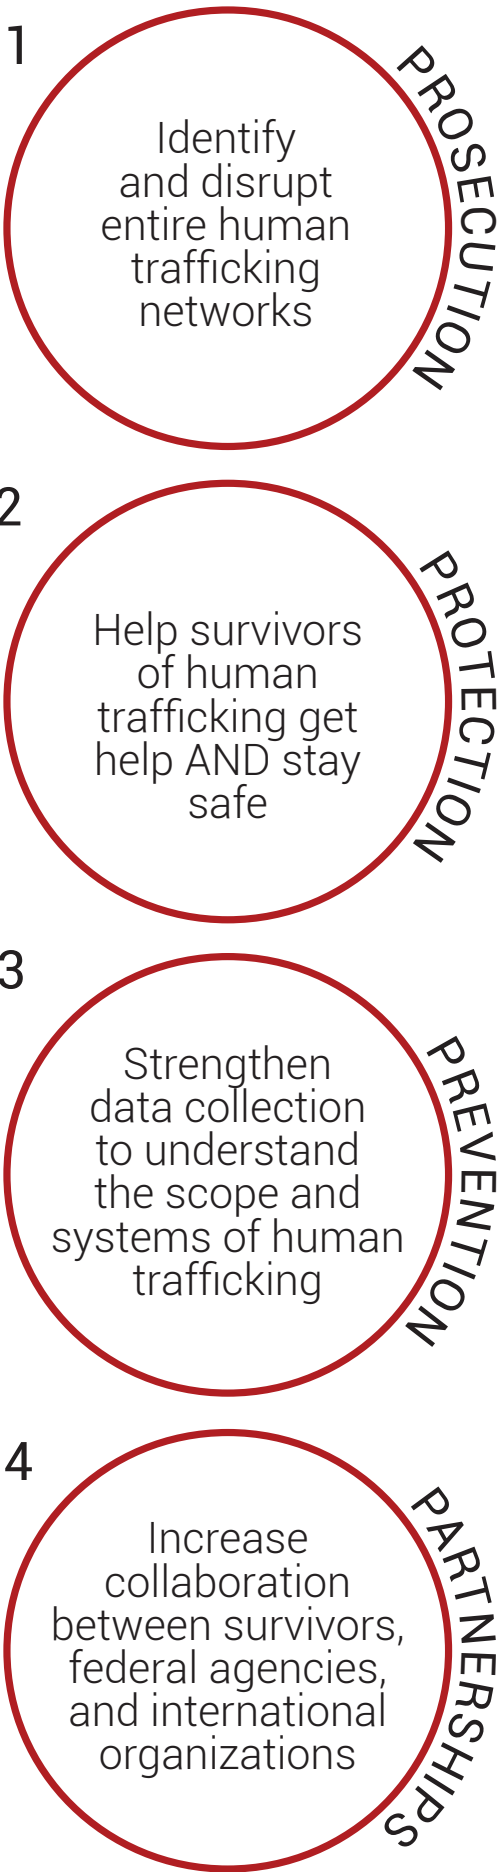 1
PROSECUTION
Identify
and disrupt
entire human
trafficking
networks
2
PROTECTION
Help survivors
of human
trafficking get
help AND stay
safe
3
PREVENTION
Strengthen
data collection
to understand
the scope and
systems of human
trafficking
4
PARTNERSHIPS
Increase
collaboration
between survivors,
federal agencies,
and international
organizations